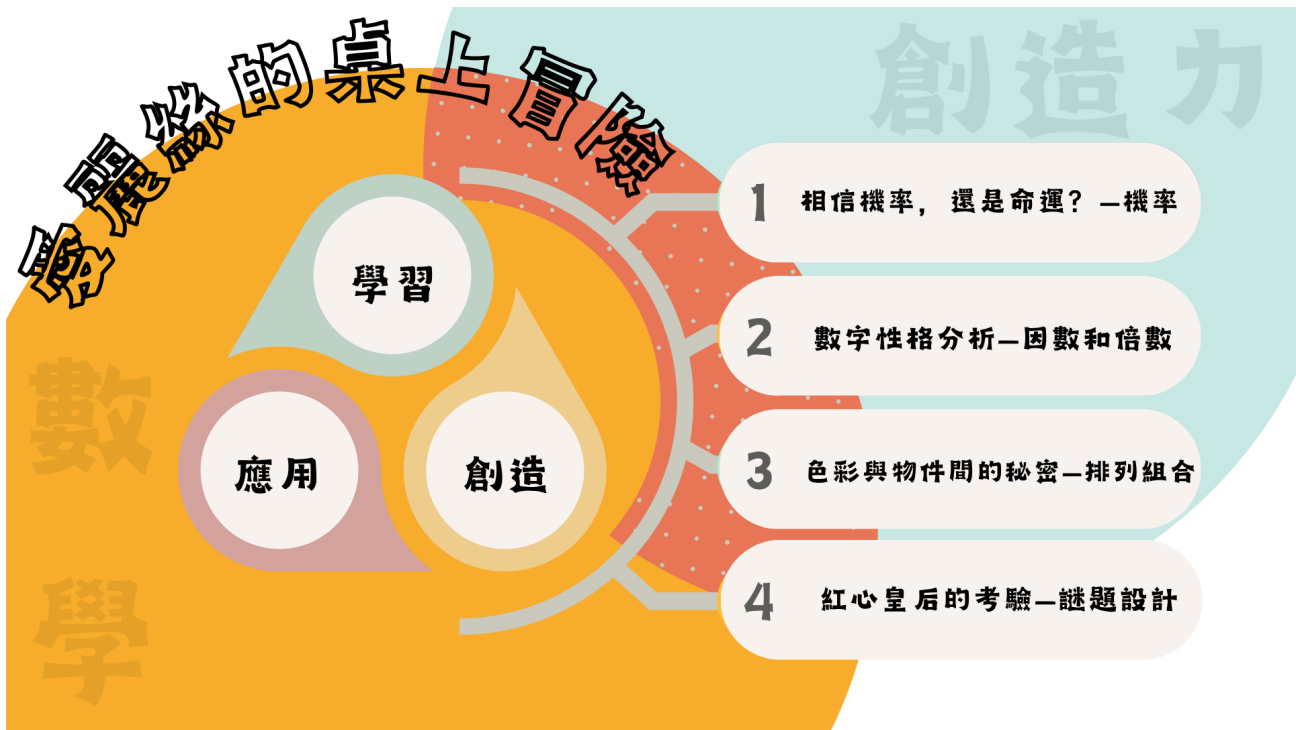 愛麗絲的桌上冒險
創造力
數學
學習
應用
創造
1 相信機率，還是命運？—機率
2 數字性格分析—因數和倍數
3 色彩與物件間的秘密—排列組合
4 紅心皇后的考驗—謎題設計